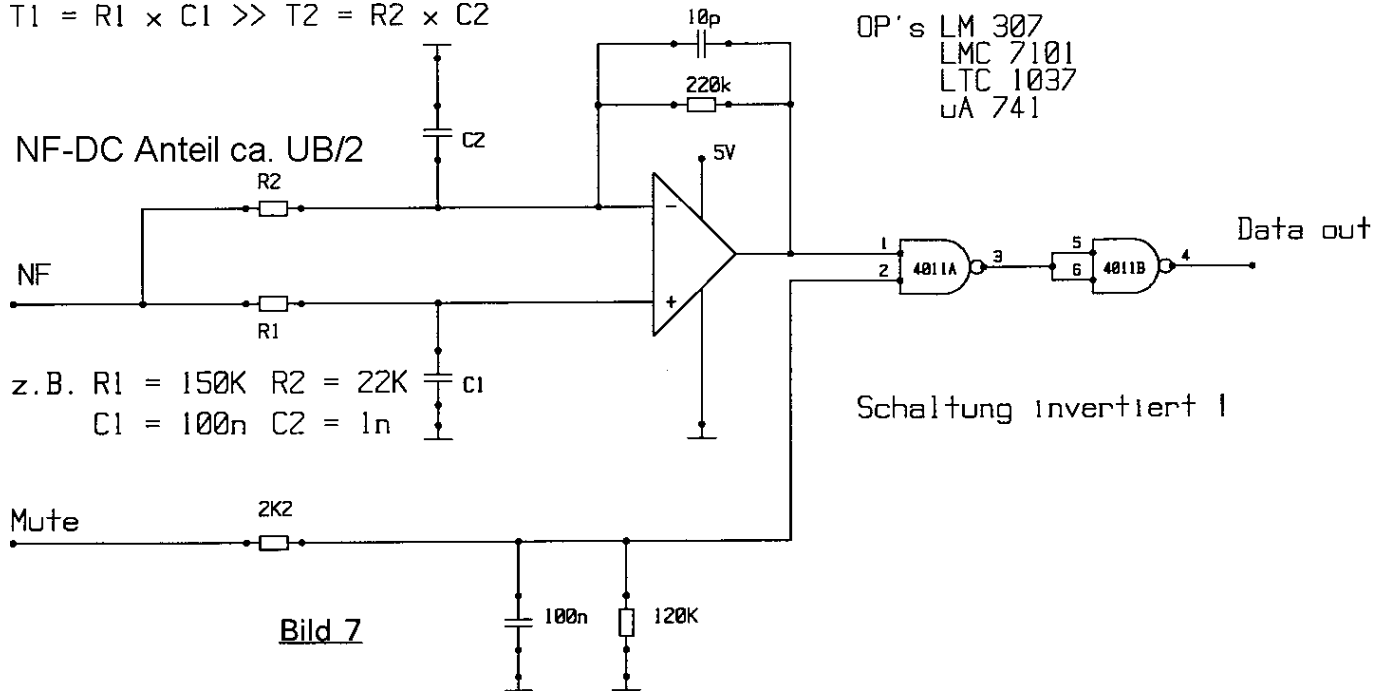 T1 = R1 x C1 >> T2 = R2 x C2
10p
OP's LM 307
LMC 7101
LTC 1037
uA 741
220k
C2
NF-DC Anteil ca. UB/2
5V
R2
-
Data out
1
2
4011A
3
5
6
4011B
4
NF
+
R1
z.B. R1 = 150K R2 = 22K
C1 = 100n C2 = 1n
C1
Schaltung invertiert !
Mute
2K2
100n
120K
Bild 7